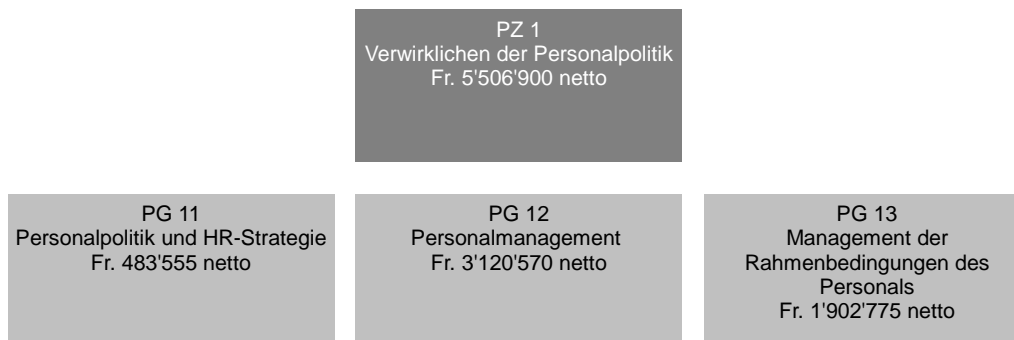 PZ 1
Verwirklichen der Personalpolitik
Fr. 5'506'900 netto
PG 11
Personalpolitik und HR-Strategie
Fr. 483'555 netto
PG 12
Personalmanagement
Fr. 3'120'570 netto
PG 13
Management der
Rahmenbedingungen des
Personals
Fr. 1'902'775 netto